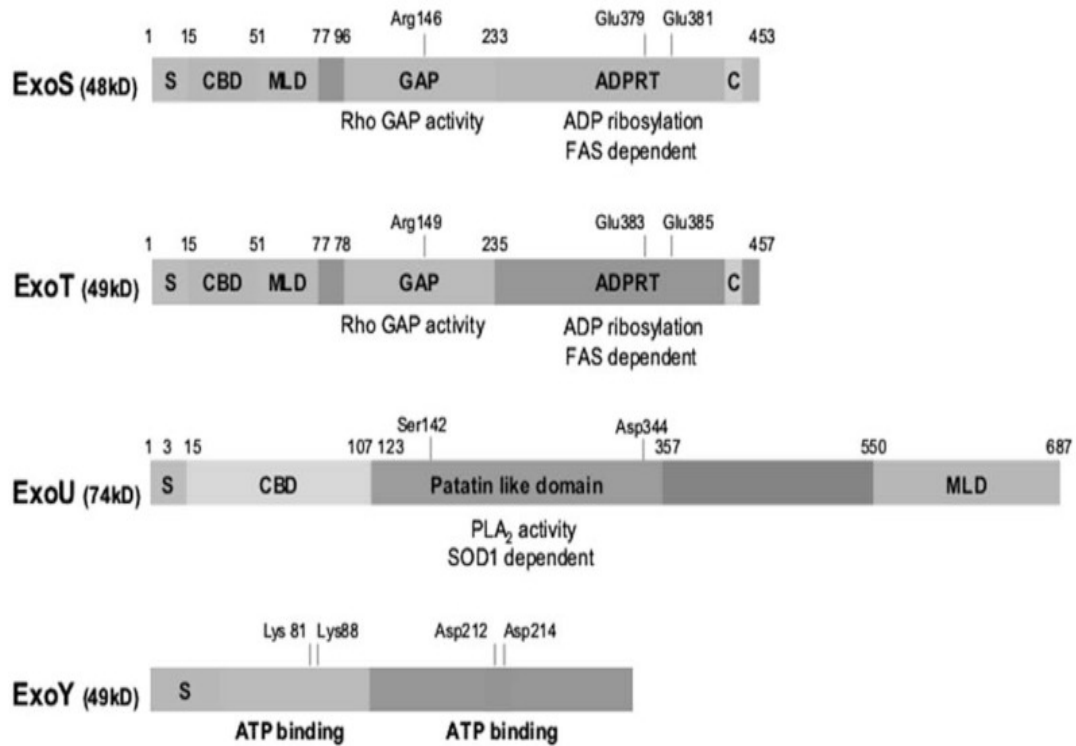 Arg146 Glu379 Glu381
1 15 51 77 96 233 453
ExoS (48kD) S CBD MLD GAP ADPRT C
Rho GAP activity ADP ribosylation
FAS dependent
Arg149 Glu383 Glu385
1 15 51 77 78 235 457
ExoT (49kD) S CBD MLD GAP ADPRT C
Rho GAP activity ADP ribosylation
FAS dependent
Ser142 Asp344
1 3 15 107 123 357 550 687
ExoU (74kD) S CBD Patatin like domain MLD
PLA₂ activity
SOD1 dependent
Lys 81 Lys88 Asp212 Asp214
ExoY (49kD) S
ATP binding ATP binding